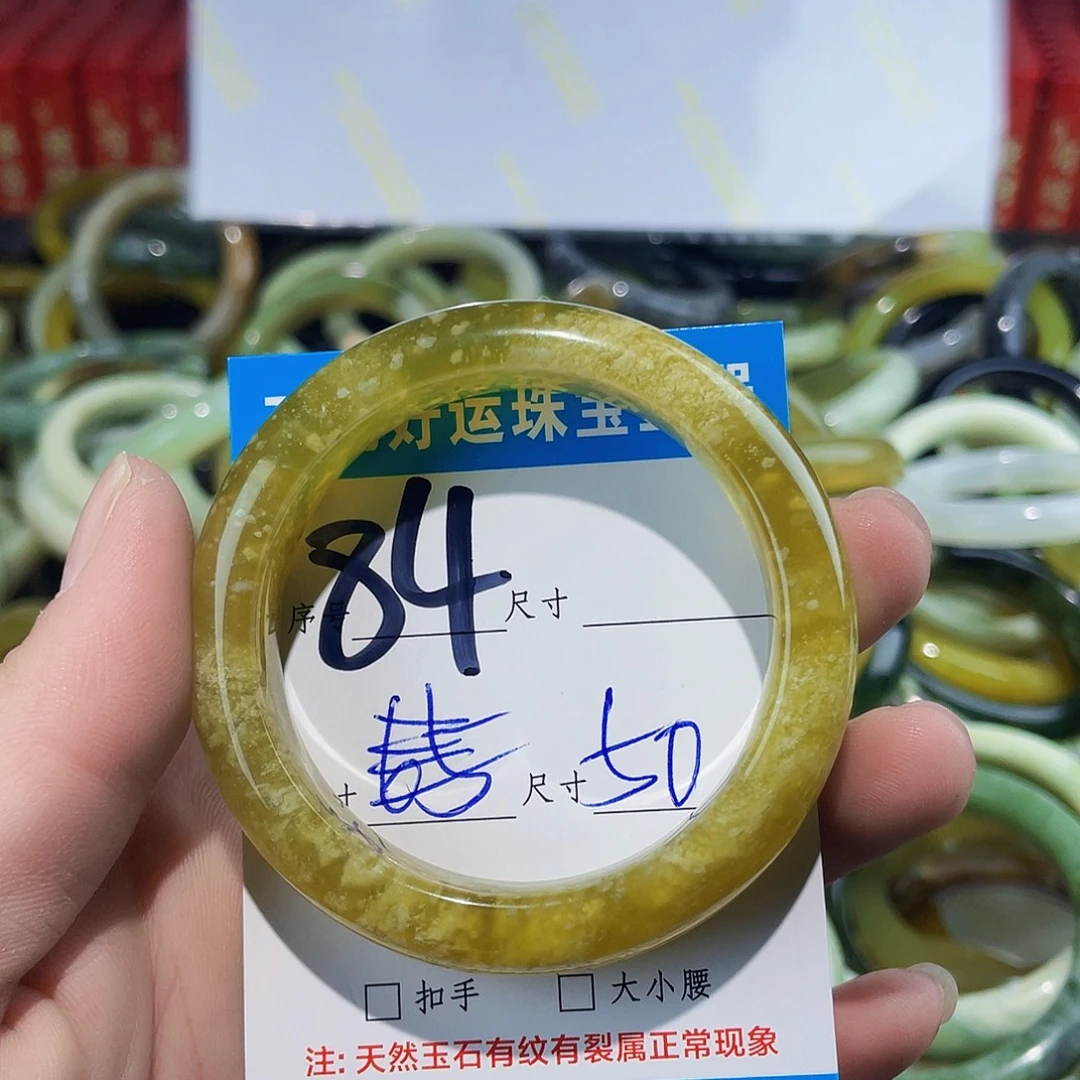 好运珠宝
序号 84 尺寸
寸 尺寸 50
扣手 大小腰
注: 天然玉石有纹有裂属正常现象